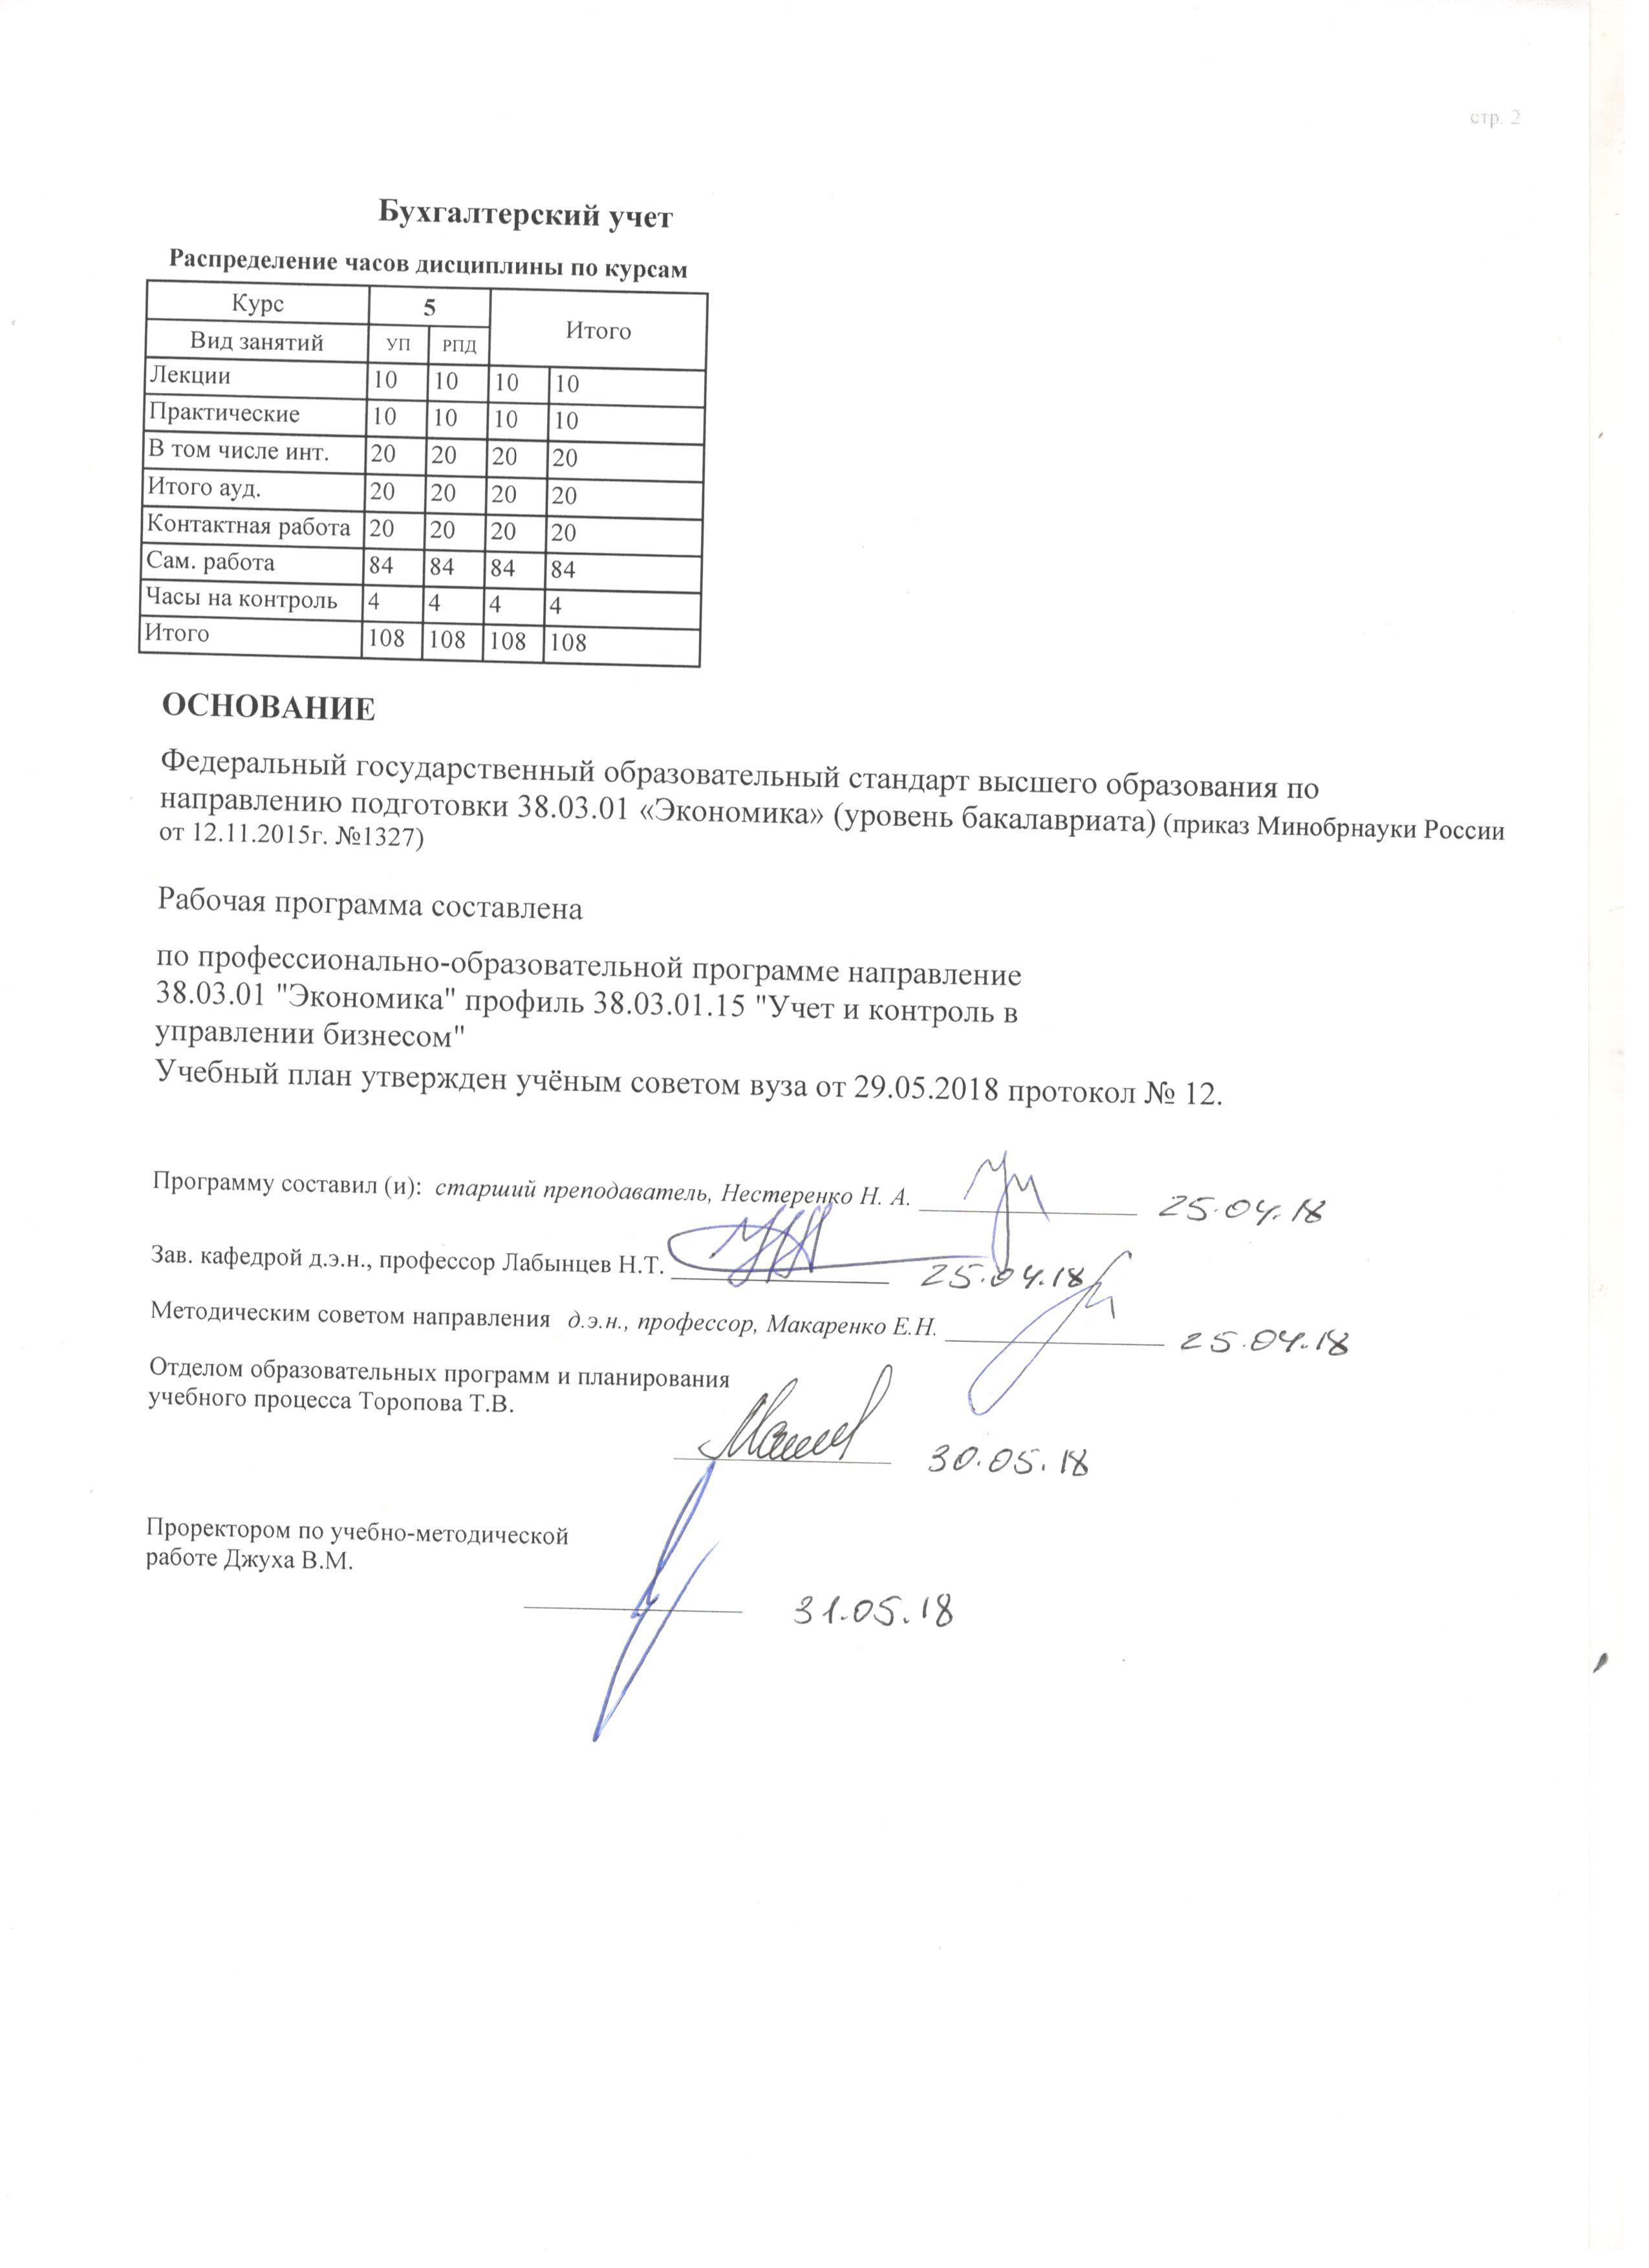 стр. 2
Бухгалтерский учет
Распределение часов дисциплины по курсам
Курс 5 Итого
Вид занятий УП РПД
Лекции 10 10 10 10
Практические 10 10 10 10
В том числе инт. 20 20 20 20
Итого ауд. 20 20 20 20
Контактная работа 20 20 20 20
Сам. работа 84 84 84 84
Часы на контроль 4 4 4 4
Итого 108 108 108 108
ОСНОВАНИЕ
Федеральный государственный образовательный стандарт высшего образования по
направлению подготовки 38.03.01 «Экономика» (уровень бакалавриата) (приказ Минобрнауки России
от 12.11.2015г. №1327)
Рабочая программа составлена
по профессионально-образовательной программе направление
38.03.01 "Экономика" профиль 38.03.01.15 "Учет и контроль в
управлении бизнесом"
Учебный план утвержден учёным советом вуза от 29.05.2018 протокол № 12.
Программу составил (и): старший преподаватель, Нестеренко Н. А. 25.04.18
Зав. кафедрой д.э.н., профессор Лабынцев Н.Т. 25.04.18
Методическим советом направления д.э.н., профессор, Макаренко Е.Н. 25.04.18
Отделом образовательных программ и планирования
учебного процесса Торопова Т.В.
30.05.18
Проректором по учебно-методической
работе Джуха В.М.
31.05.18